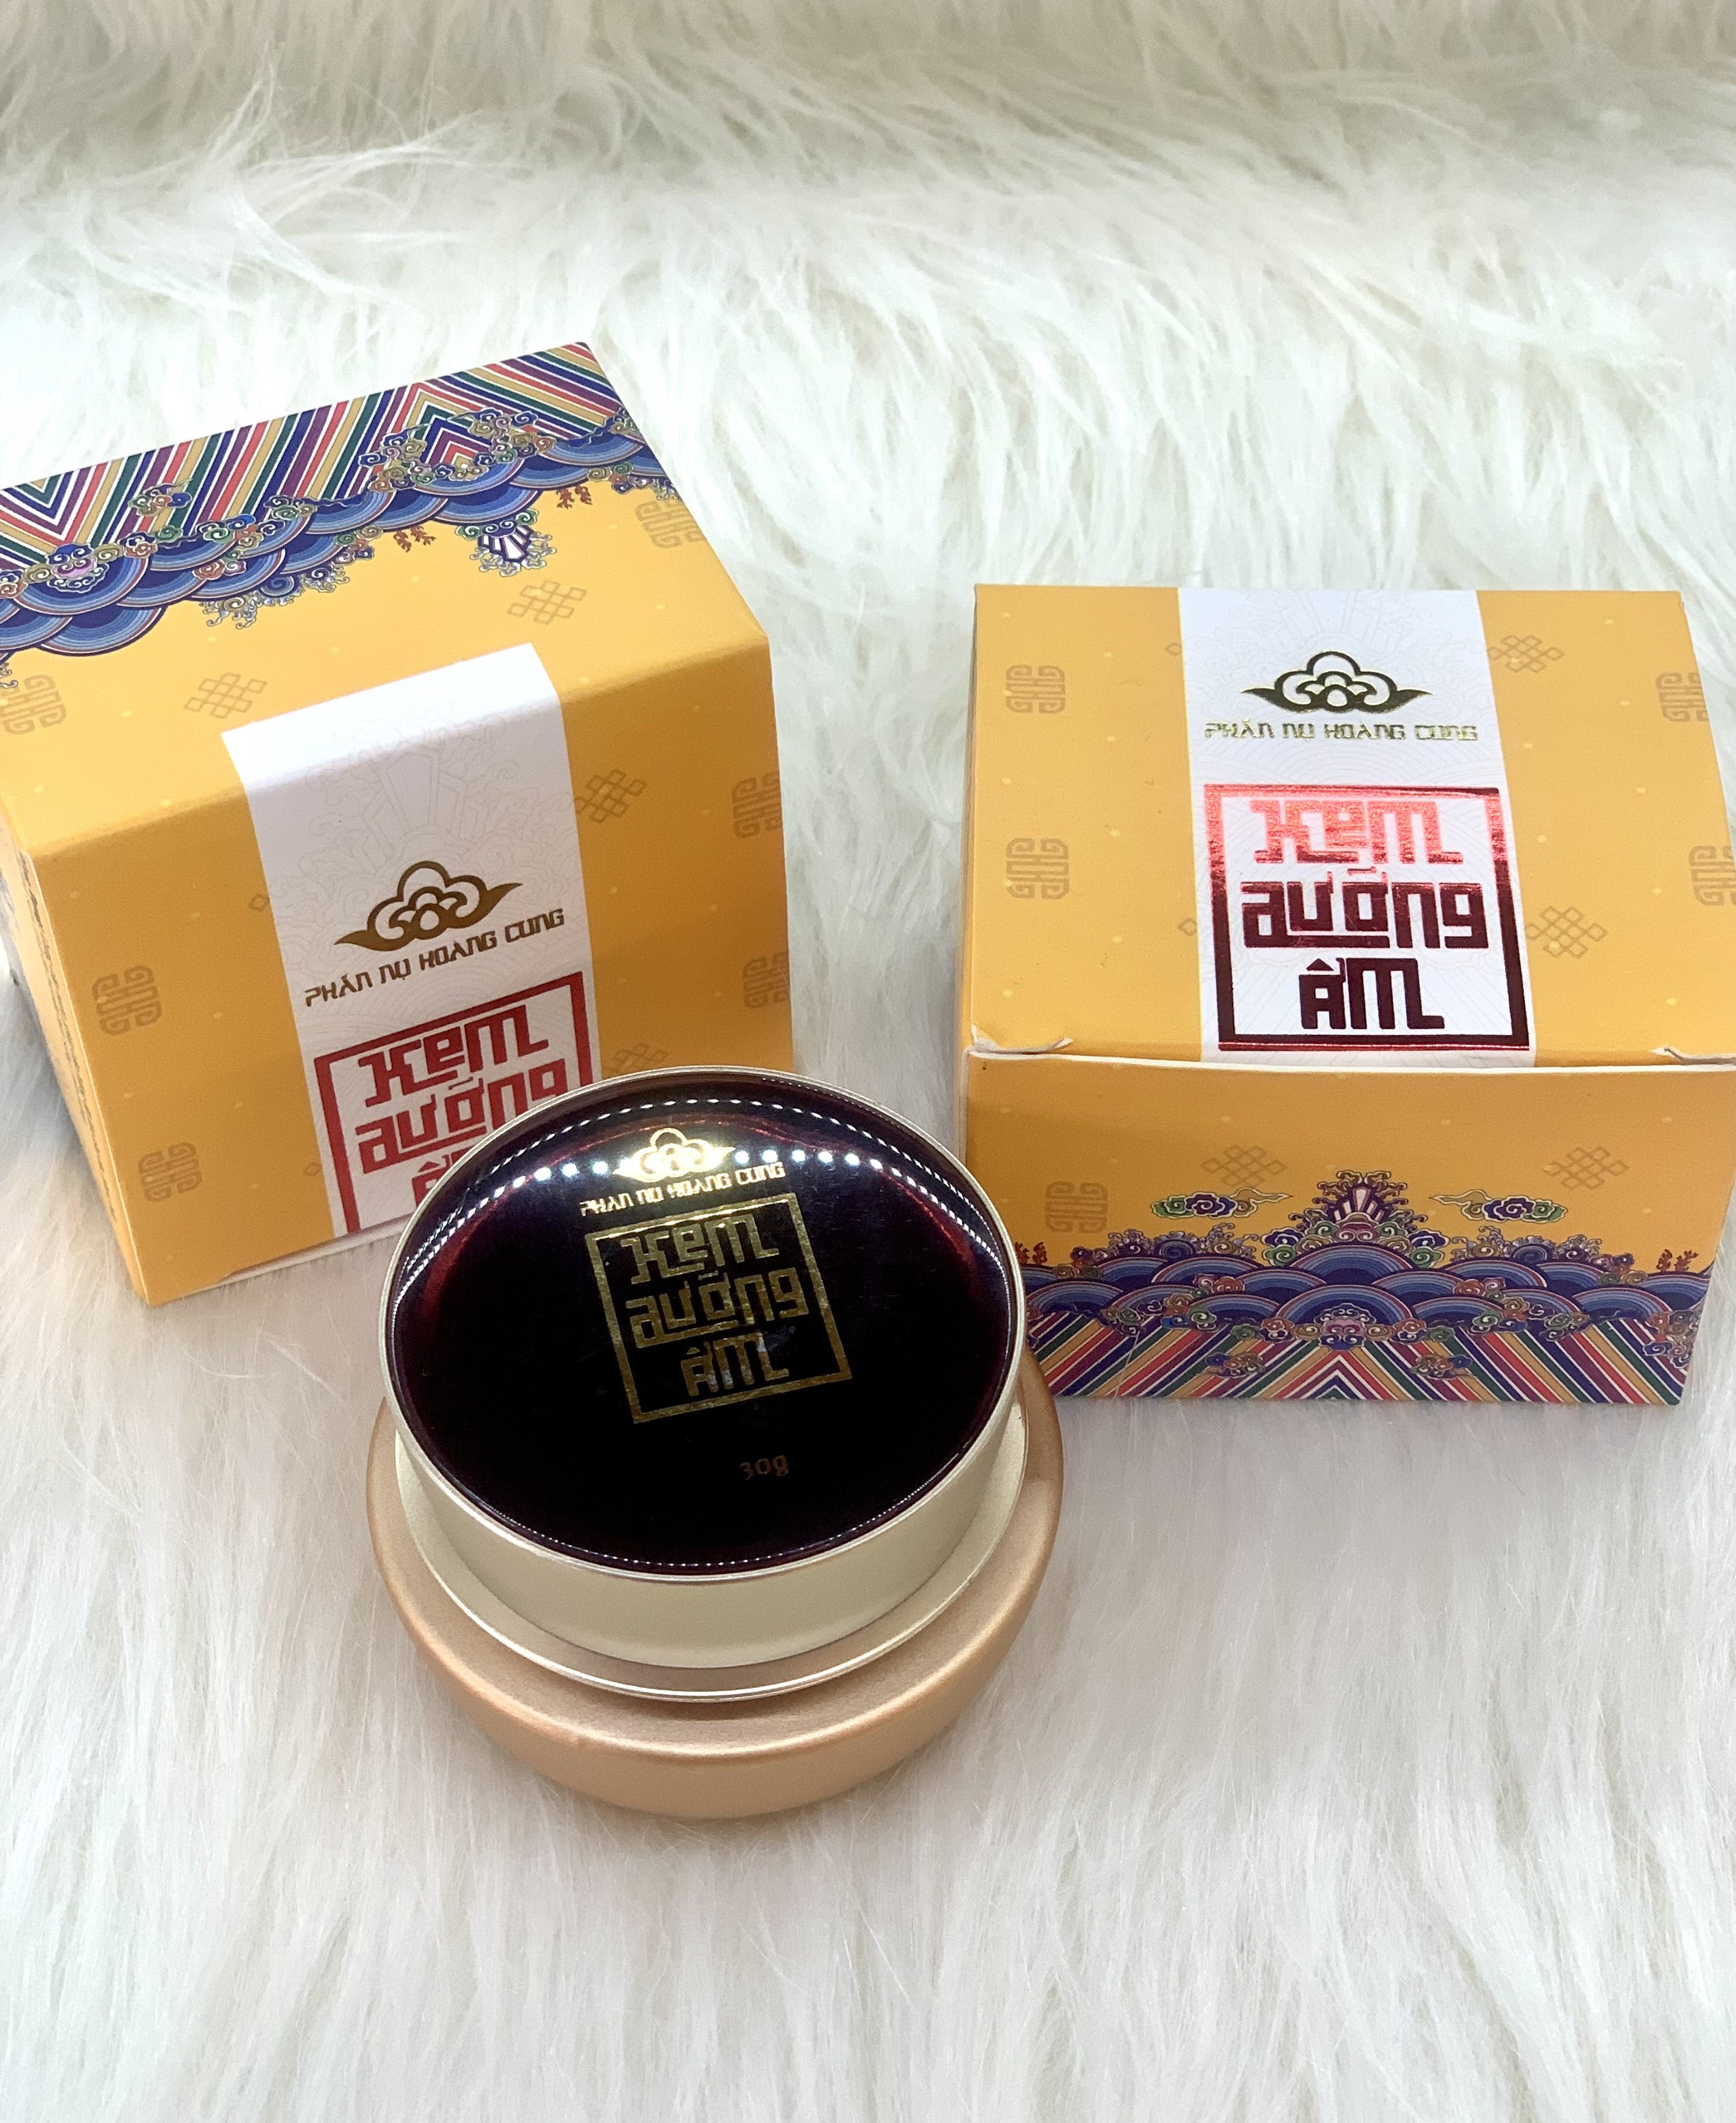 PHẤN NỤ HOÀNG CUNG
Kem
dưỡng
PHẤN NỤ HOÀNG CUNG
Kem
dưỡng
ẨM
PHẤN NỤ HOÀNG CUNG
Kem
dưỡng
ẨM
30g